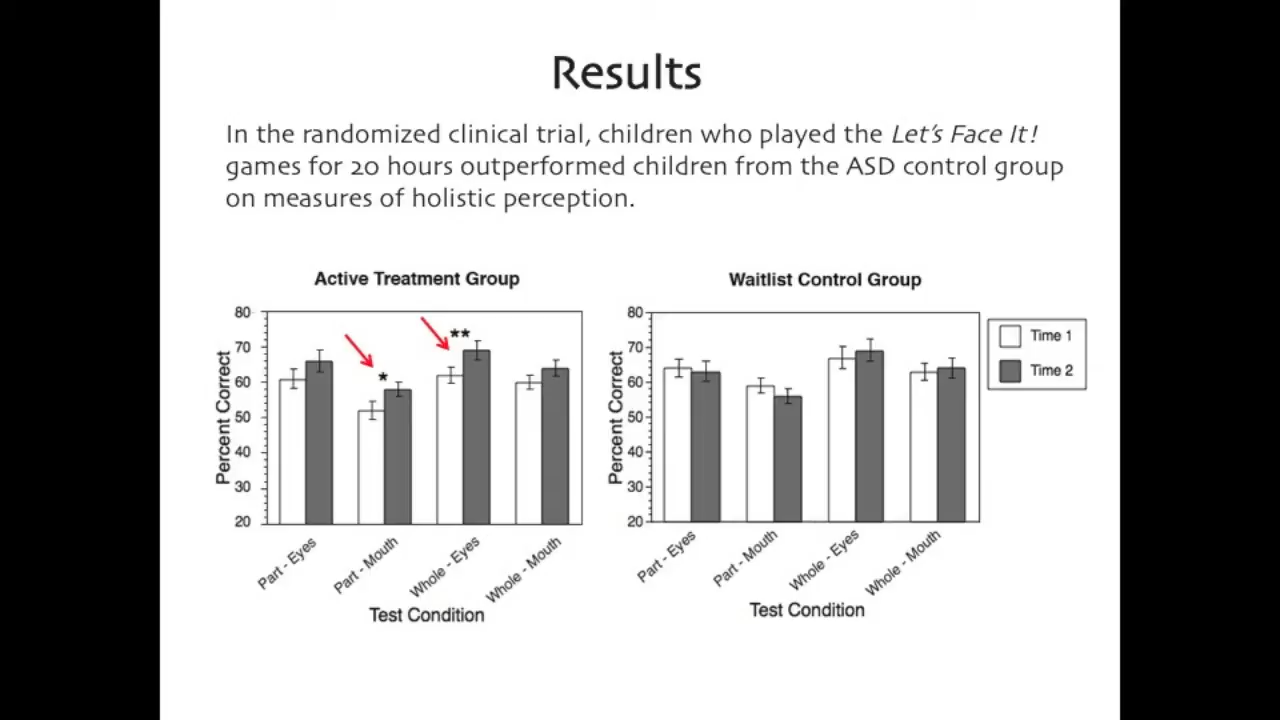 Results
In the randomized clinical trial, children who played the Let's Face It!
games for 20 hours outperformed children from the ASD control group
on measures of holistic perception.
Active Treatment Group
Percent Correct
80
70
60
50
40
30
20
*
**
Part - Eyes
Part - Mouth
Whole - Eyes
Whole - Mouth
Test Condition
Waitlist Control Group
Percent Correct
80
70
60
50
40
30
20
Part - Eyes
Part - Mouth
Whole - Eyes
Whole - Mouth
Test Condition
Time 1
Time 2